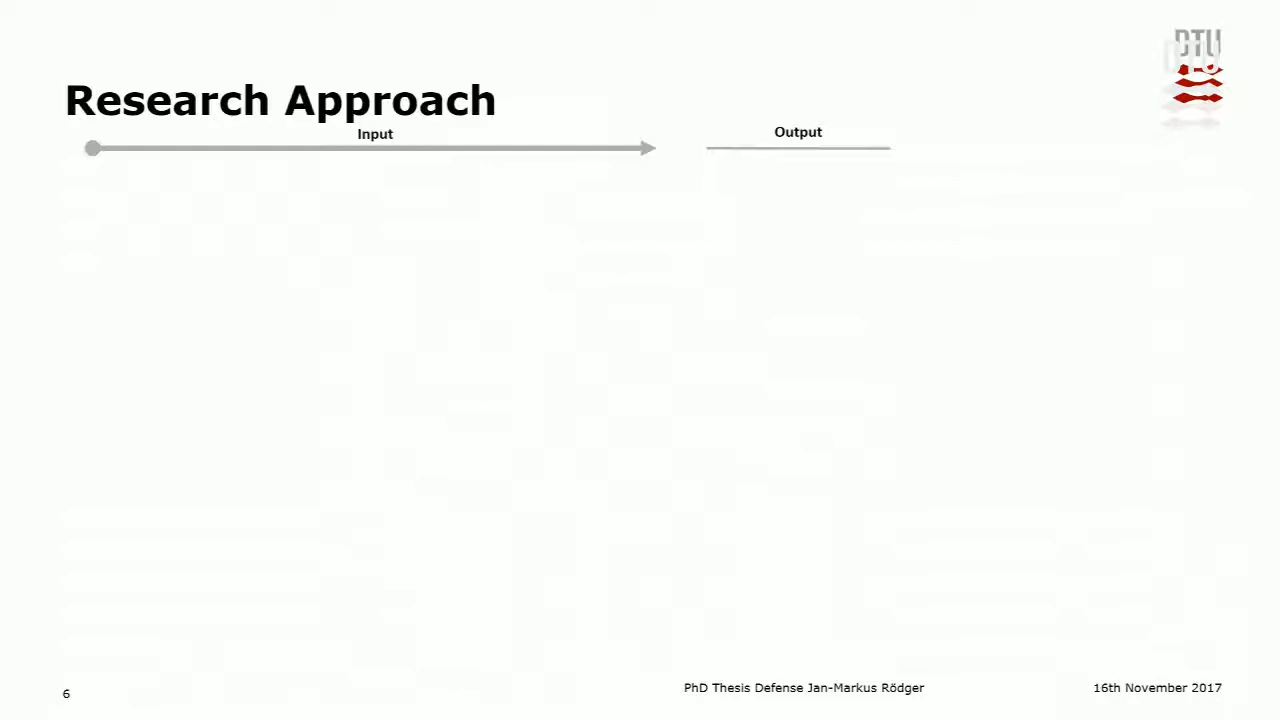 DTU
Research Approach
Input
Output
6
PhD Thesis Defense Jan-Markus Rödger
16th November 2017